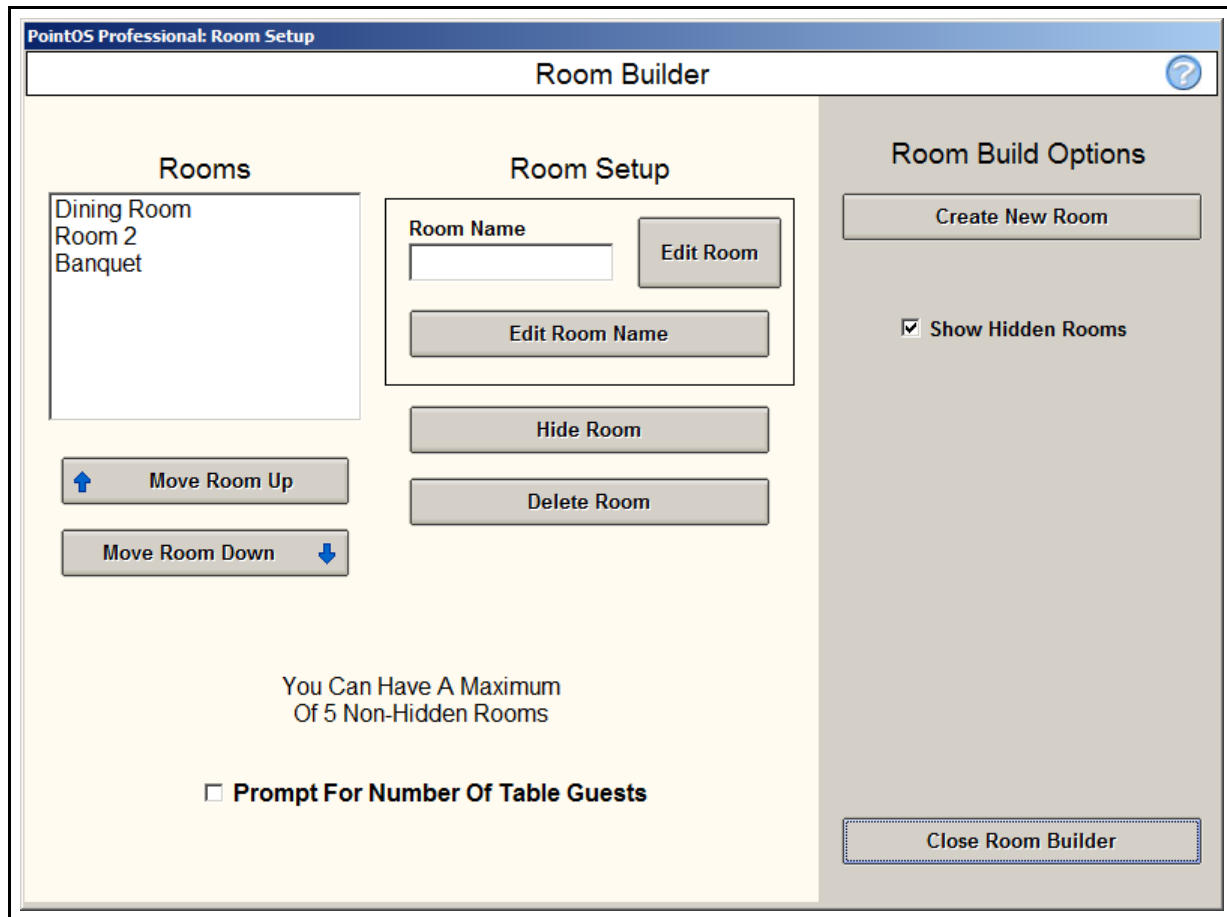 PointOS Professional: Room Setup
Room Builder
?
Rooms
Dining Room
Room 2
Banquet
Move Room Up
Move Room Down
Room Setup
Room Name
Edit Room
Edit Room Name
Hide Room
Delete Room
You Can Have A Maximum
Of 5 Non-Hidden Rooms
Prompt For Number Of Table Guests
Room Build Options
Create New Room
Show Hidden Rooms
Close Room Builder